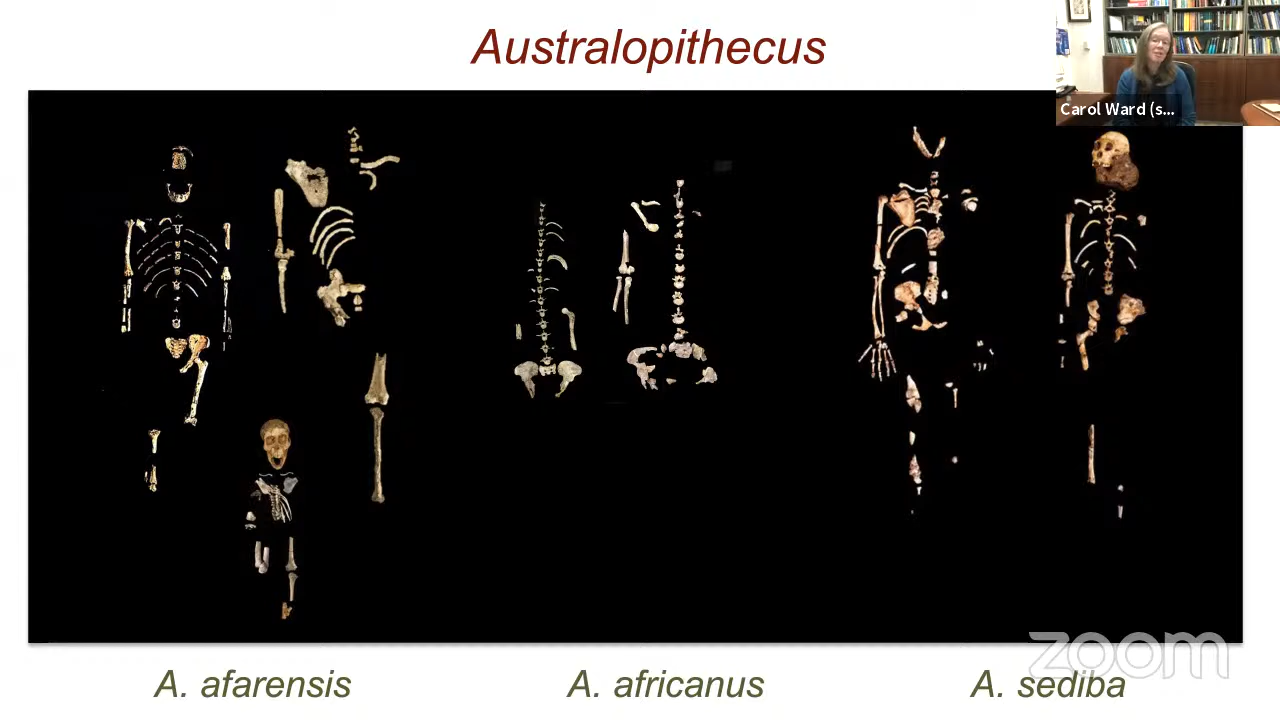 Australopithecus
Carol Ward (s...
A. afarensis
A. africanus
A. sediba
zoom